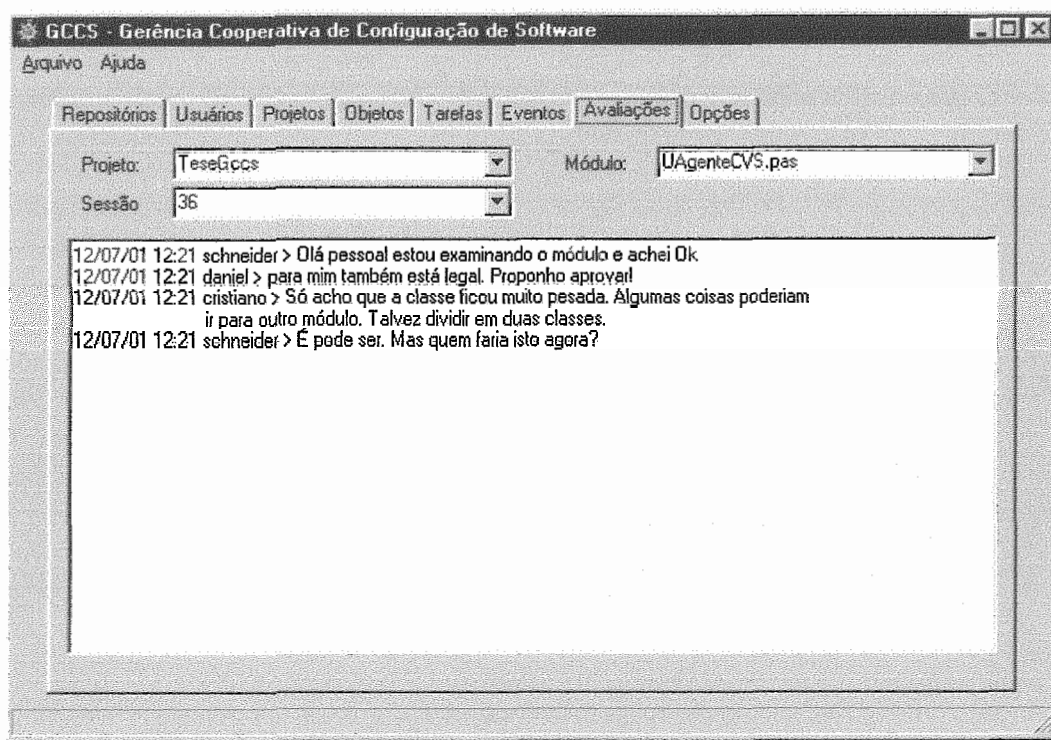 GCCS - Gerência Cooperativa de Configuração de Software
Arquivo Ajuda
Repositórios Usuários Projetos Objetos Tarefas Eventos Avaliações Opções
Projeto: TeseGccs Módulo: UAgenteCVS.pas
Sessão 36
12/07/01 12:21 schneider > Olá pessoal estou examinando o módulo e achei Ok
12/07/01 12:21 daniel > para mim também está legal. Proponho aprovar!
12/07/01 12:21 cristiano > Só acho que a classe ficou muito pesada. Algumas coisas poderiam
ir para outro módulo. Talvez dividir em duas classes.
12/07/01 12:21 schneider > É pode ser. Mas quem faria isto agora?